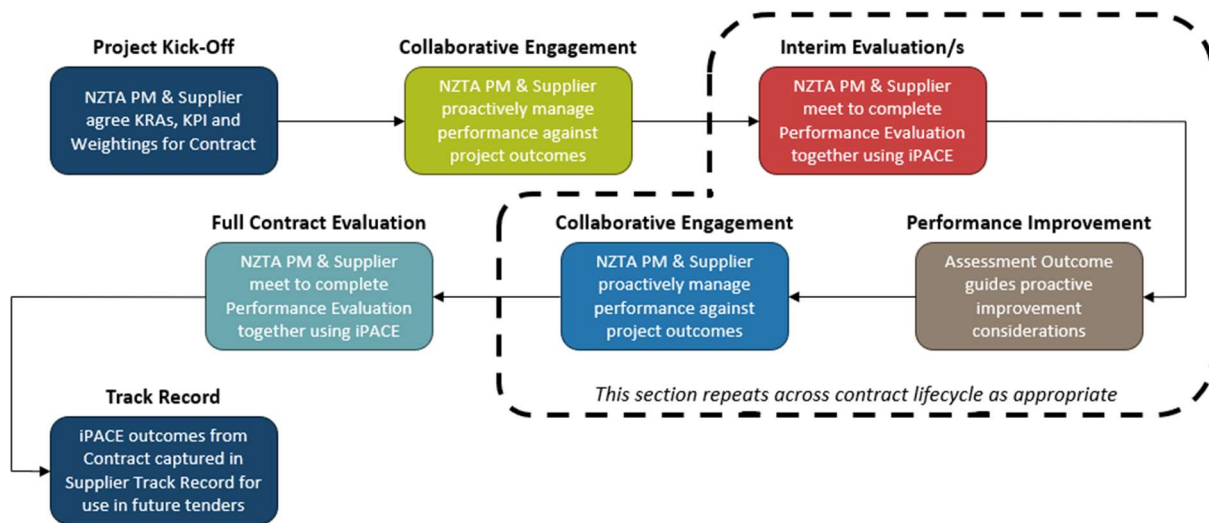 Project Kick-Off
NZTA PM & Supplier
agree KRAs, KPI and
Weightings for Contract
Collaborative Engagement
NZTA PM & Supplier
proactively manage
performance against
project outcomes
Interim Evaluation/s
NZTA PM & Supplier
meet to complete
Performance Evaluation
together using iPACE
Performance Improvement
Assessment Outcome
guides proactive
improvement
considerations
Collaborative Engagement
NZTA PM & Supplier
proactively manage
performance against
project outcomes
This section repeats across contract lifecycle as appropriate
Full Contract Evaluation
NZTA PM & Supplier
meet to complete
Performance Evaluation
together using iPACE
Track Record
iPACE outcomes from
Contract captured in
Supplier Track Record for
use in future tenders